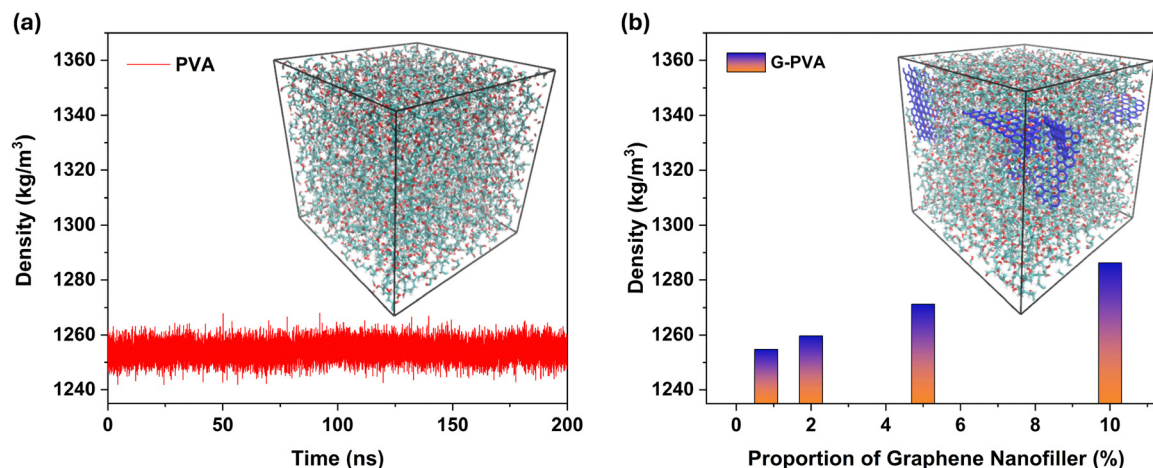 (a)
PVA
Density (kg/m³)
1360
1340
1320
1300
1280
1260
1240
0 50 100 150 200
Time (ns)
(b)
G-PVA
Density (kg/m³)
1360
1340
1320
1300
1280
1260
1240
0 2 4 6 8 10
Proportion of Graphene Nanofiller (%)